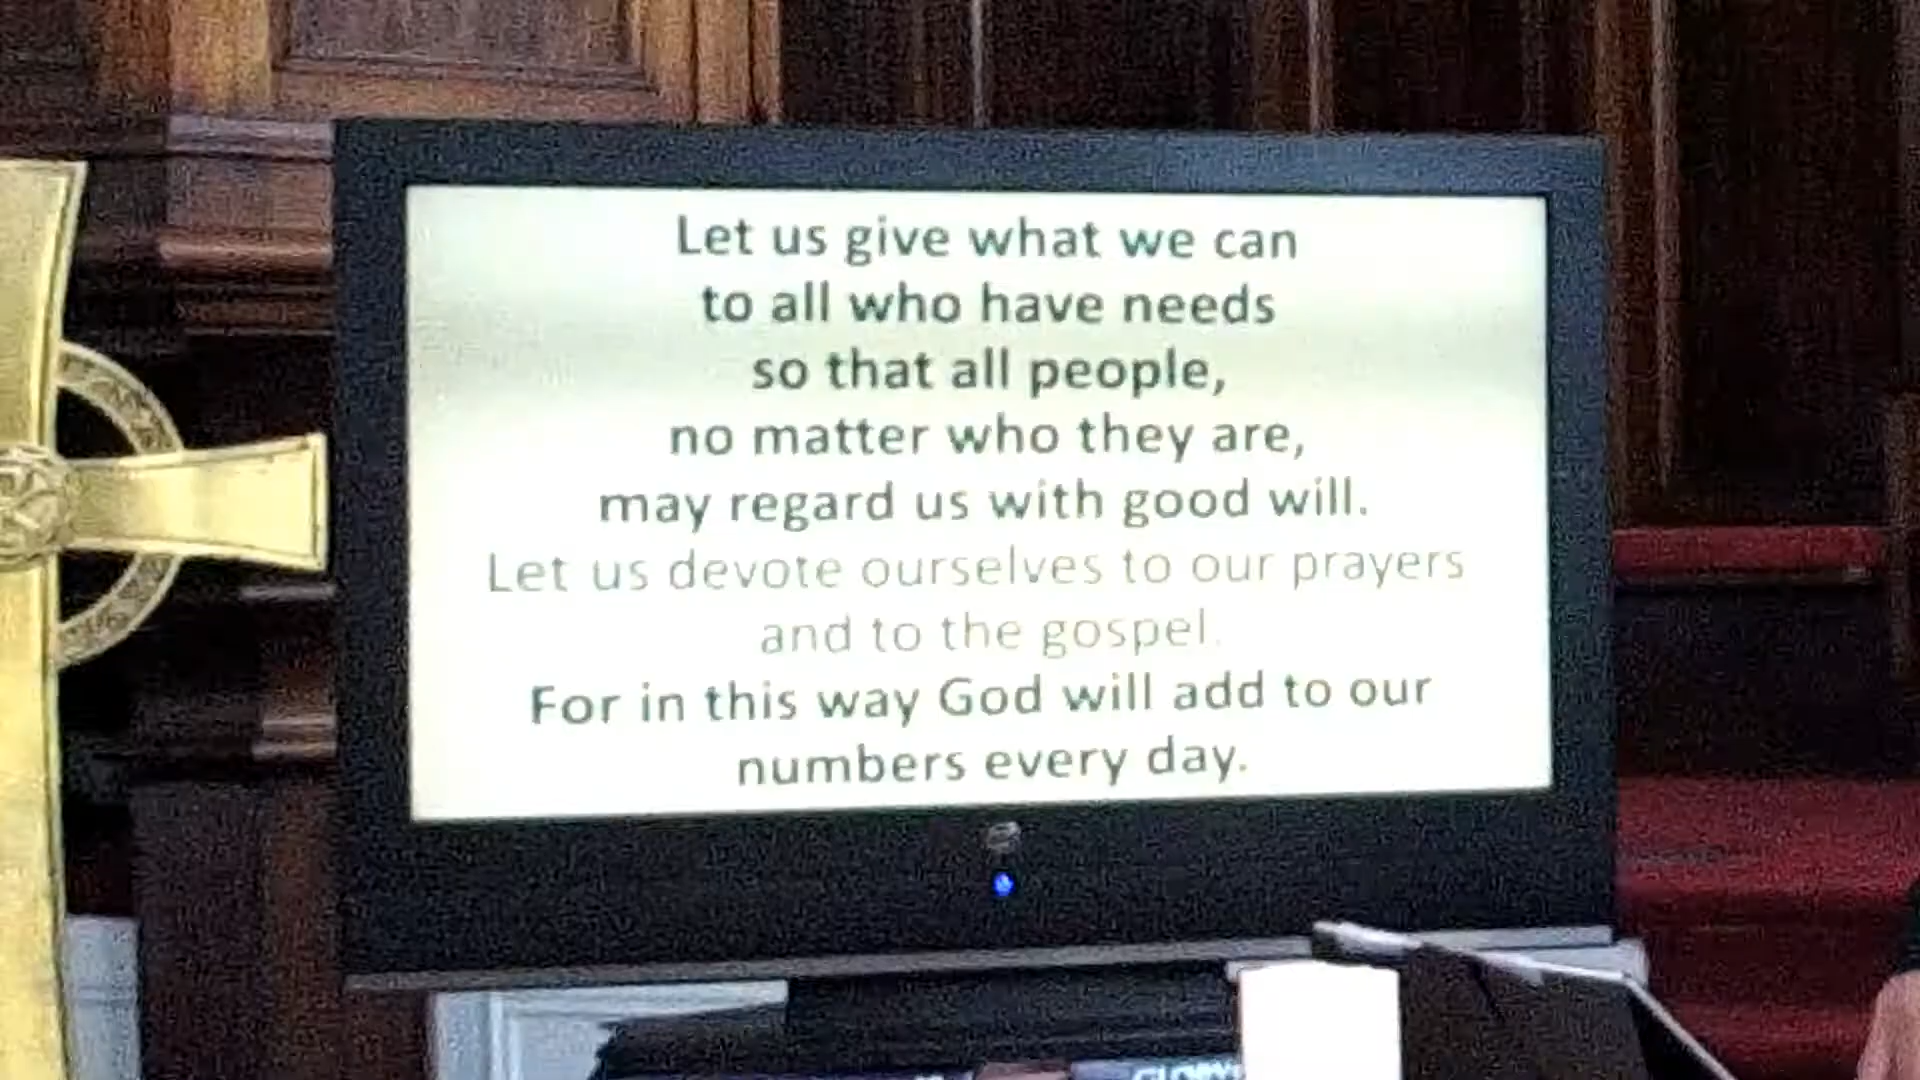 Let us give what we can
to all who have needs
so that all people,
no matter who they are,
may regard us with good will.
Let us devote ourselves to our prayers
and to the gospel.
For in this way God will add to our
numbers every day.